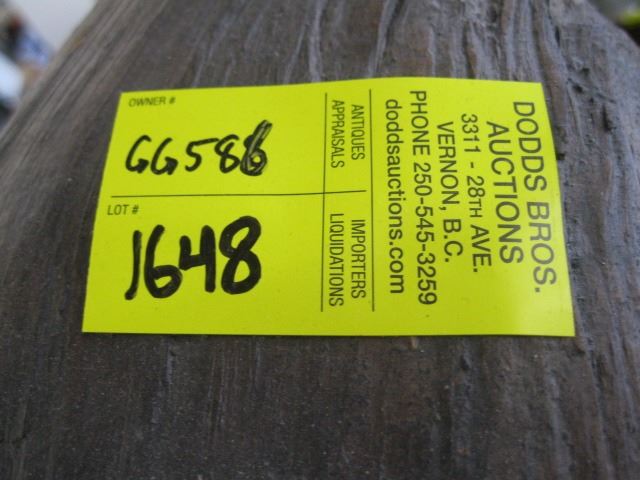 OWNER #
GG586
LOT #
1648
ANTIQUES
APPRAISALS
IMPORTERS
LIQUIDATIONS
DODDS BROS.
AUCTIONS
3311 - 28TH AVE.
VERNON, B.C.
PHONE 250-545-3259
doddsauctions.com